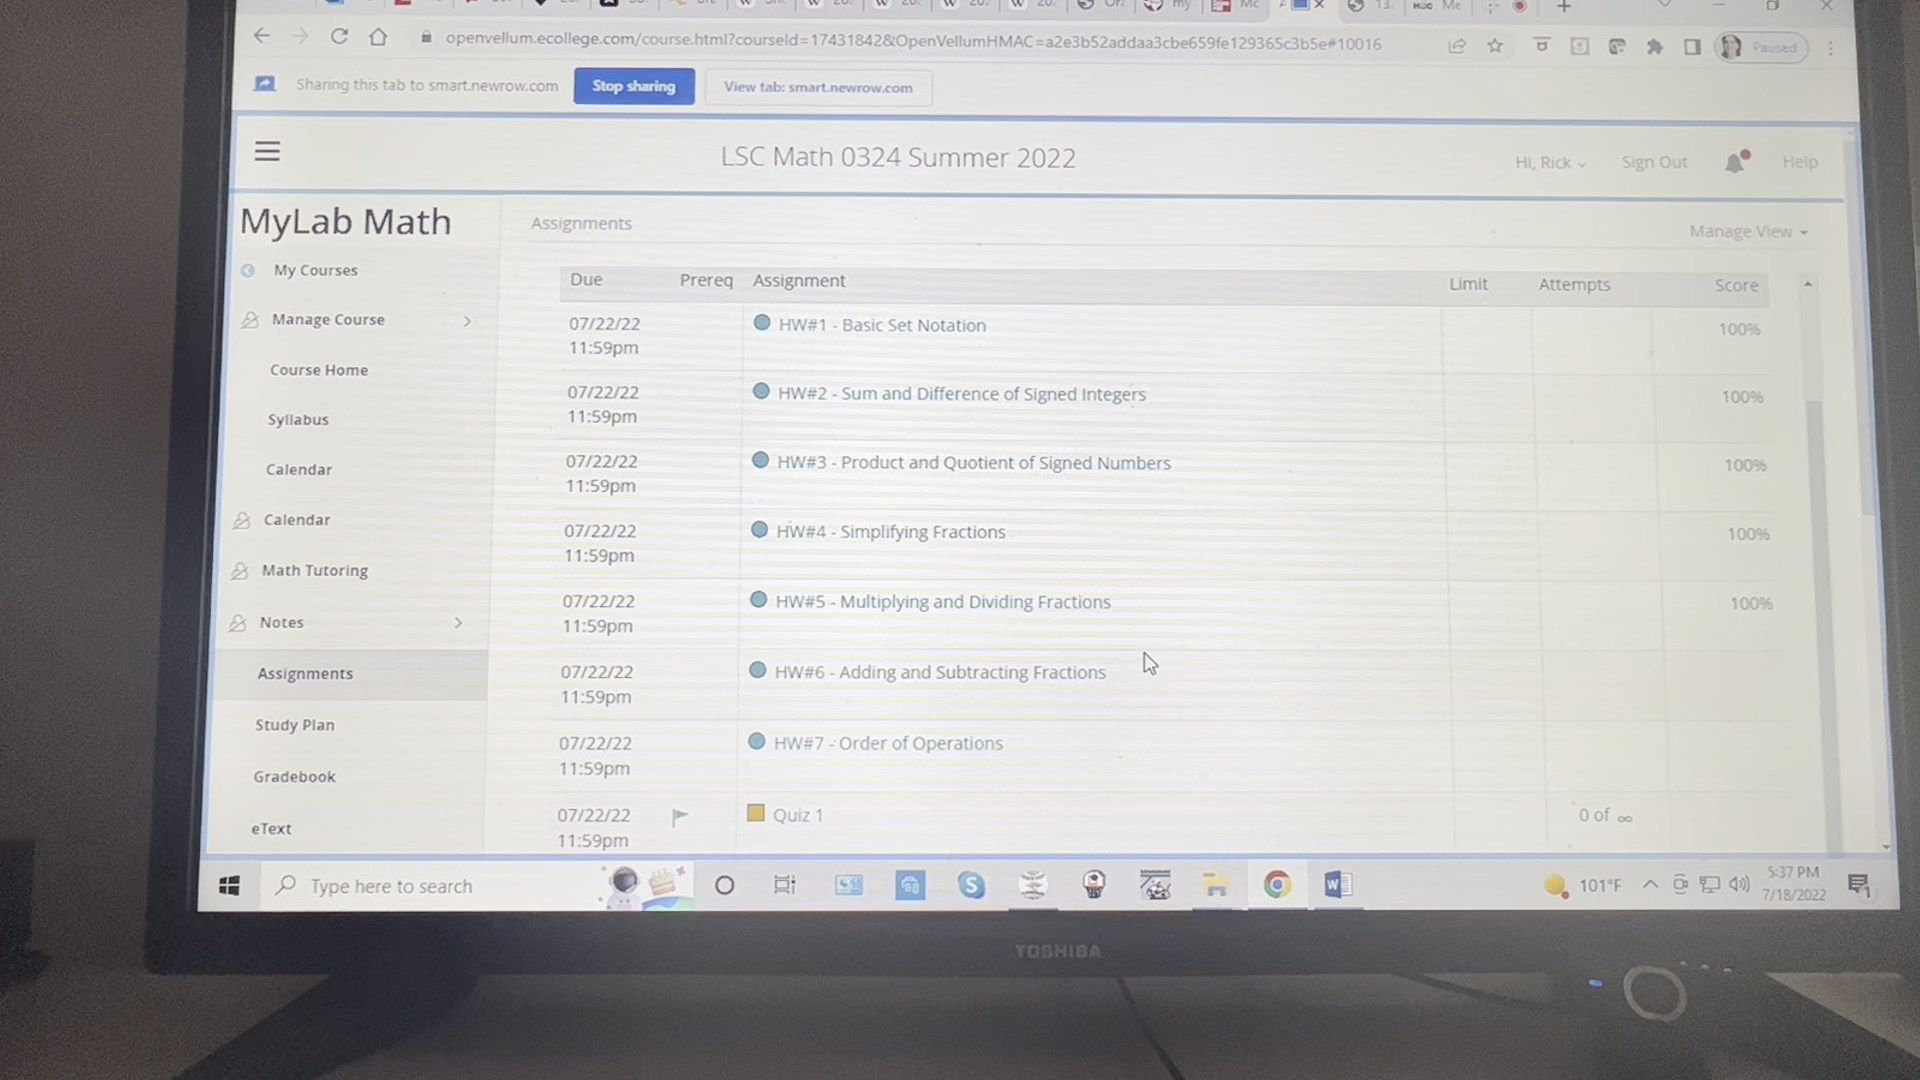 openvellum.ecollege.com/course.html?courseId=17431842&OpenVellumHMAC=a2e3b52addaa3cbe659fe129365c3b5e#10016
Paused
Sharing this tab to smart.newrow.com
Stop sharing
View tab: smart.newrow.com
LSC Math 0324 Summer 2022
Hi, Rick
Sign Out
Help
MyLab Math
My Courses
Manage Course
Course Home
Syllabus
Calendar
Calendar
Math Tutoring
Notes
Assignments
Study Plan
Gradebook
eText
Assignments
Manage View
Due Prereq Assignment Limit Attempts Score
07/22/22 HW#1 - Basic Set Notation 100%
11:59pm
07/22/22 HW#2 - Sum and Difference of Signed Integers 100%
11:59pm
07/22/22 HW#3 - Product and Quotient of Signed Numbers 100%
11:59pm
07/22/22 HW#4 - Simplifying Fractions 100%
11:59pm
07/22/22 HW#5 - Multiplying and Dividing Fractions 100%
11:59pm
07/22/22 HW#6 - Adding and Subtracting Fractions
11:59pm
07/22/22 HW#7 - Order of Operations
11:59pm
07/22/22 Quiz 1 0 of ∞
11:59pm
Type here to search
101°F
5:37 PM
7/18/2022
TOSHIBA